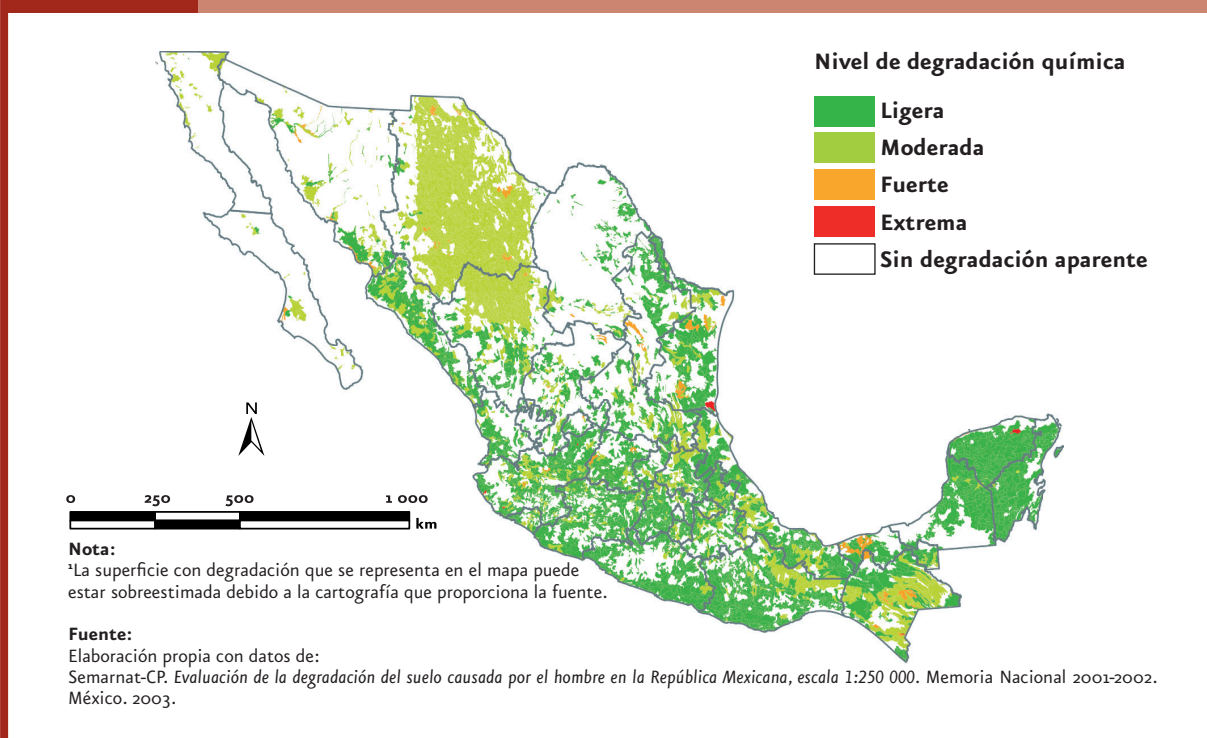 Nivel de degradación química
Ligera
Moderada
Fuerte
Extrema
Sin degradación aparente
N
0 250 500 1 000
km
Nota:
¹La superficie con degradación que se representa en el mapa puede
estar sobreestimada debido a la cartografía que proporciona la fuente.
Fuente:
Elaboración propia con datos de:
Semarnat-CP. Evaluación de la degradación del suelo causada por el hombre en la República Mexicana, escala 1:250 000. Memoria Nacional 2001-2002.
México. 2003.